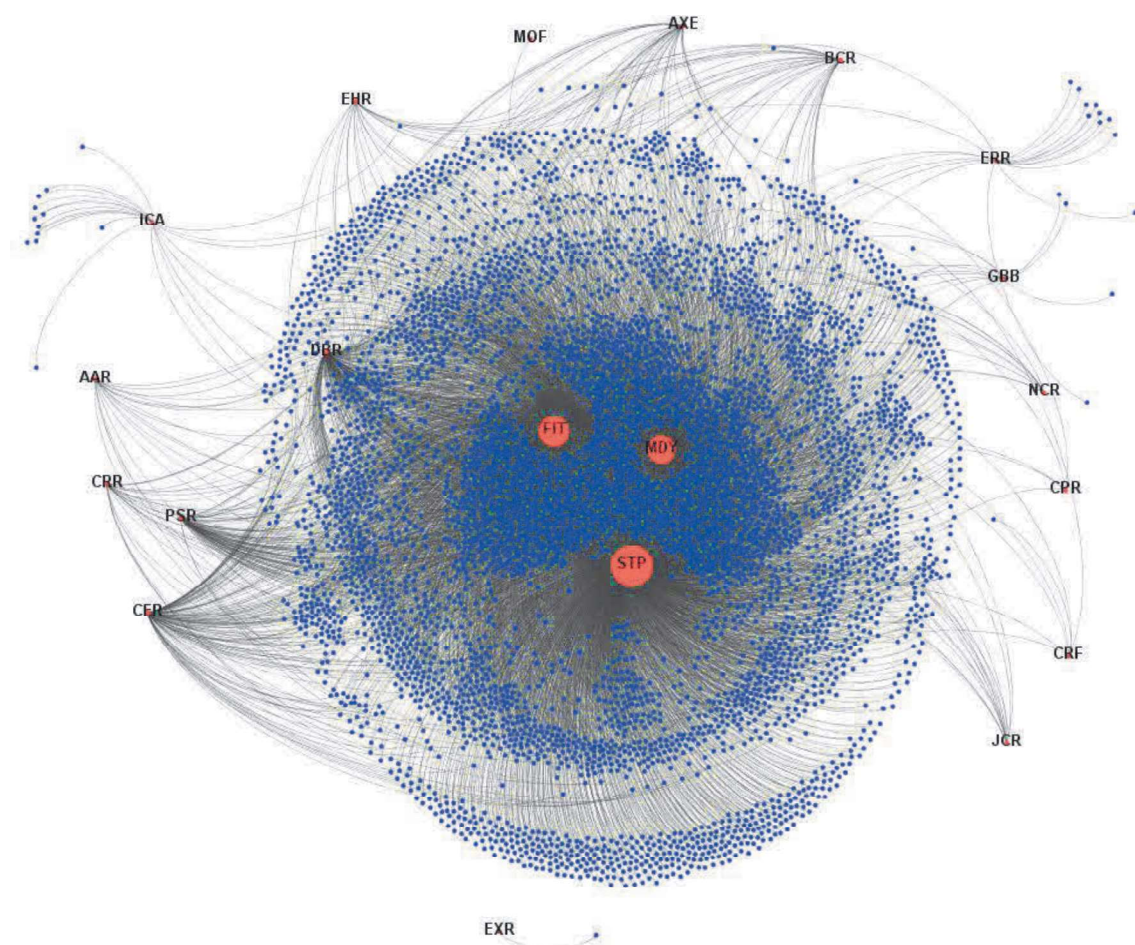 AXE
MOF
BCR
EHR
ERR
ICA
GBB
DBR
AAR
NCR
FIT
MDY
CRR
CPR
PSR
STP
CFR
CRF
JCR
EXR